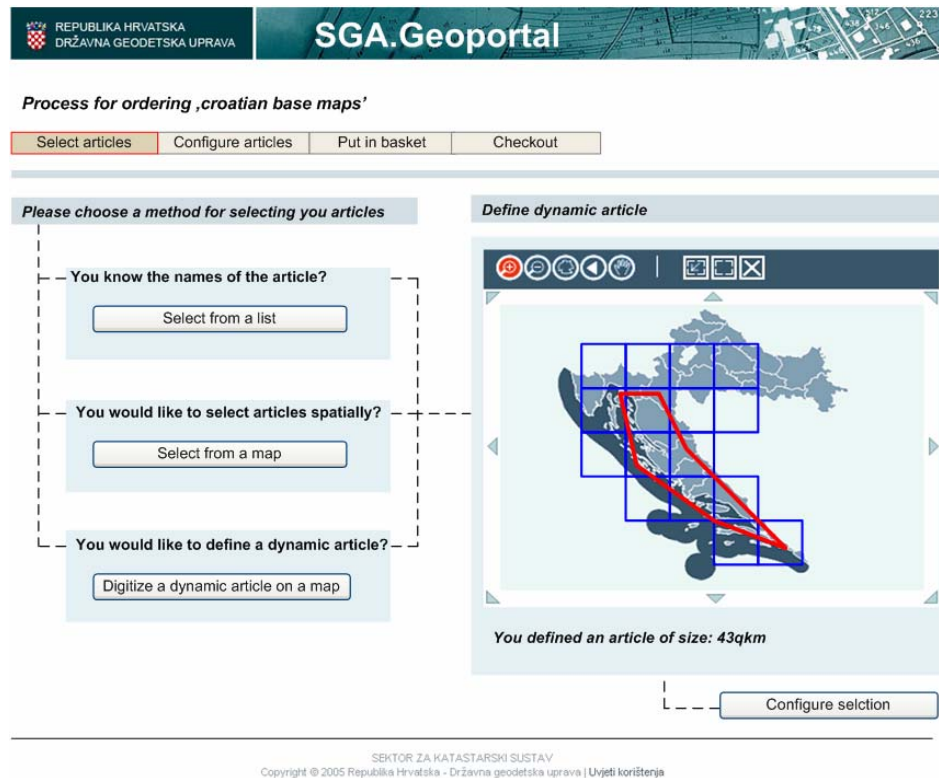 REPUBLIKA HRVATSKA
DRŽAVNA GEODETSKA UPRAVA
SGA.Geoportal
223
Process for ordering ‚croatian base maps'
Select articles
Configure articles
Put in basket
Checkout
Please choose a method for selecting you articles
You know the names of the article?
Select from a list
You would like to select articles spatially?
Select from a map
You would like to define a dynamic article?
Digitize a dynamic article on a map
Define dynamic article
You defined an article of size: 43qkm
Configure selction
SEKTOR ZA KATASTARSKI SUSTAV
Copyright © 2005 Republika Hrvatska - Državna geodetska uprava | Uvjeti korištenja